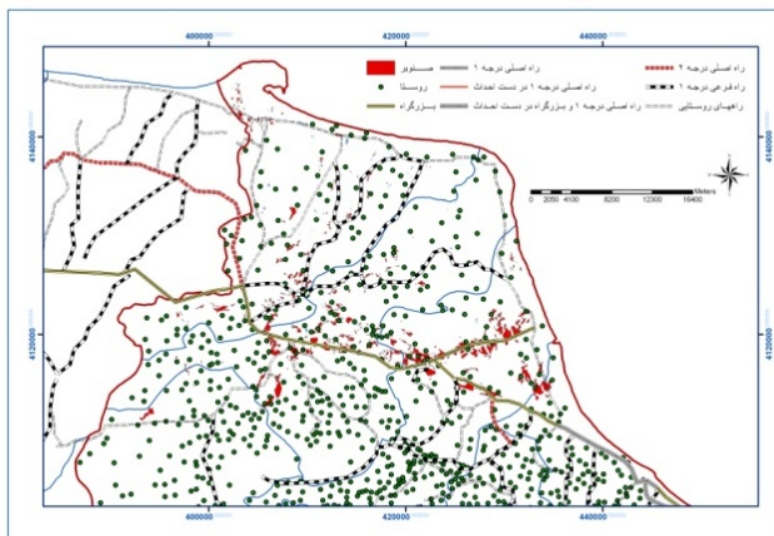 400000 420000 440000
صنوبر راه اصلی درجه ۱ راه اصلی درجه ۲
روستا راه اصلی درجه ۱ در دست احداث راه فرعی درجه ۱
بزرگراه راه اصلی درجه ۱ و بزرگراه در دست احداث راههای روستایی
4140000 4140000
Meters
0 2050 4100 8200 12300 16400
4120000 4120000
400000 420000 440000